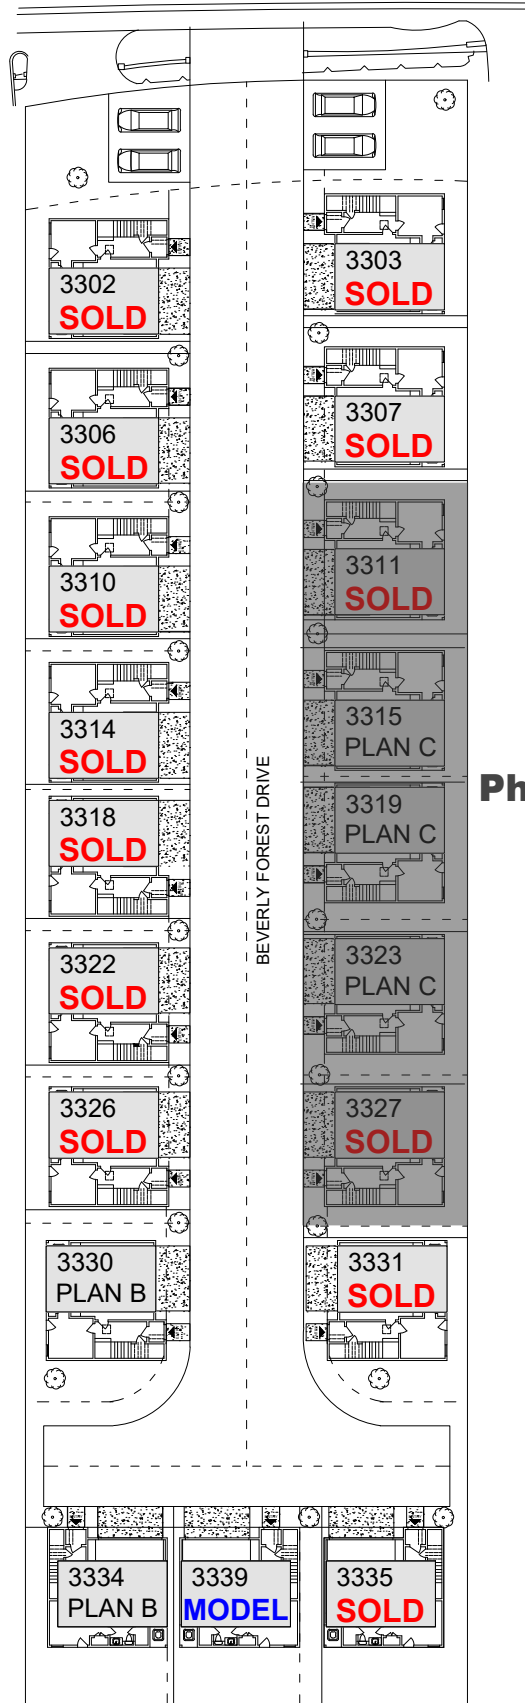 3302
SOLD
3303
SOLD
3306
SOLD
3307
SOLD
3310
SOLD
3311
SOLD
3314
SOLD
3315
PLAN C
3318
SOLD
3319
PLAN C
Ph
BEVERLY FOREST DRIVE
3322
SOLD
3323
PLAN C
3326
SOLD
3327
SOLD
3330
PLAN B
3331
SOLD
3334
PLAN B
3339
MODEL
3335
SOLD